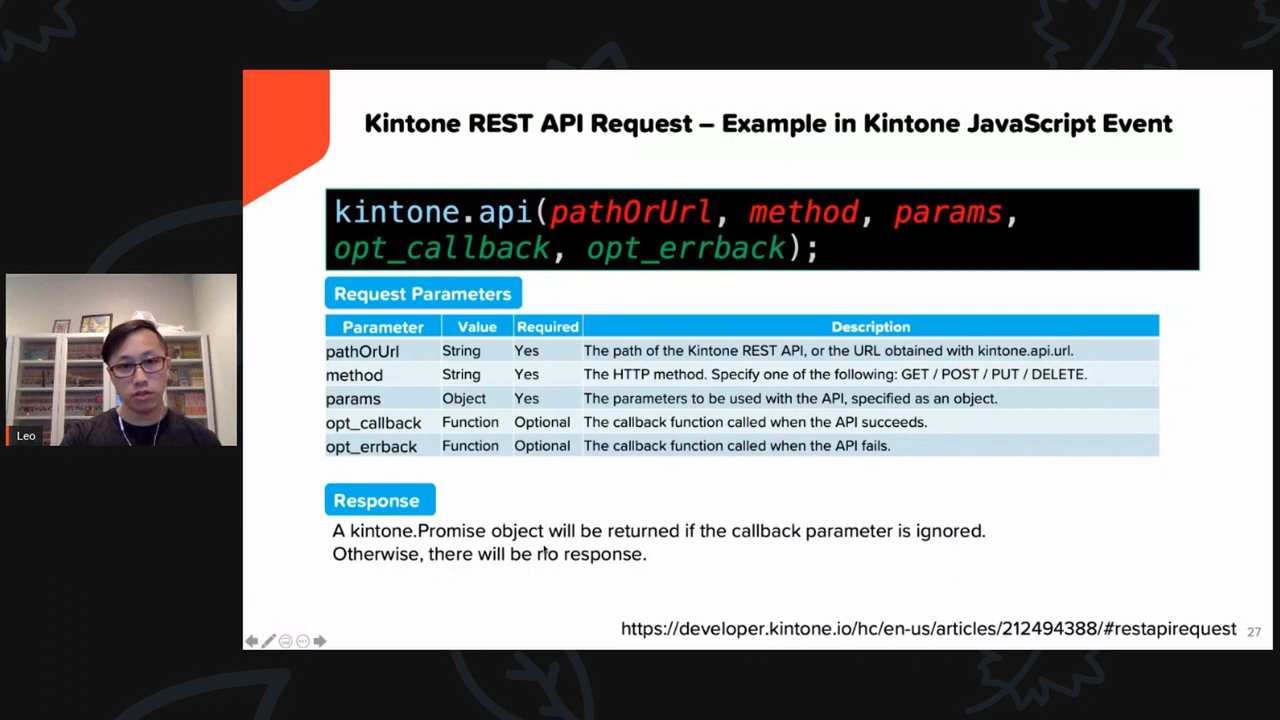 Kintone REST API Request – Example in Kintone JavaScript Event
kintone.api(pathOrUrl, method, params,
opt_callback, opt_errback);
Request Parameters
Parameter Value Required Description
pathOrUrl String Yes The path of the Kintone REST API, or the URL obtained with kintone.api.url.
method String Yes The HTTP method. Specify one of the following: GET / POST / PUT / DELETE.
params Object Yes The parameters to be used with the API, specified as an object.
opt_callback Function Optional The callback function called when the API succeeds.
opt_errback Function Optional The callback function called when the API fails.
Leo
Response
A kintone.Promise object will be returned if the callback parameter is ignored.
Otherwise, there will be no response.
https://developer.kintone.io/hc/en-us/articles/212494388/#restapirequest 27